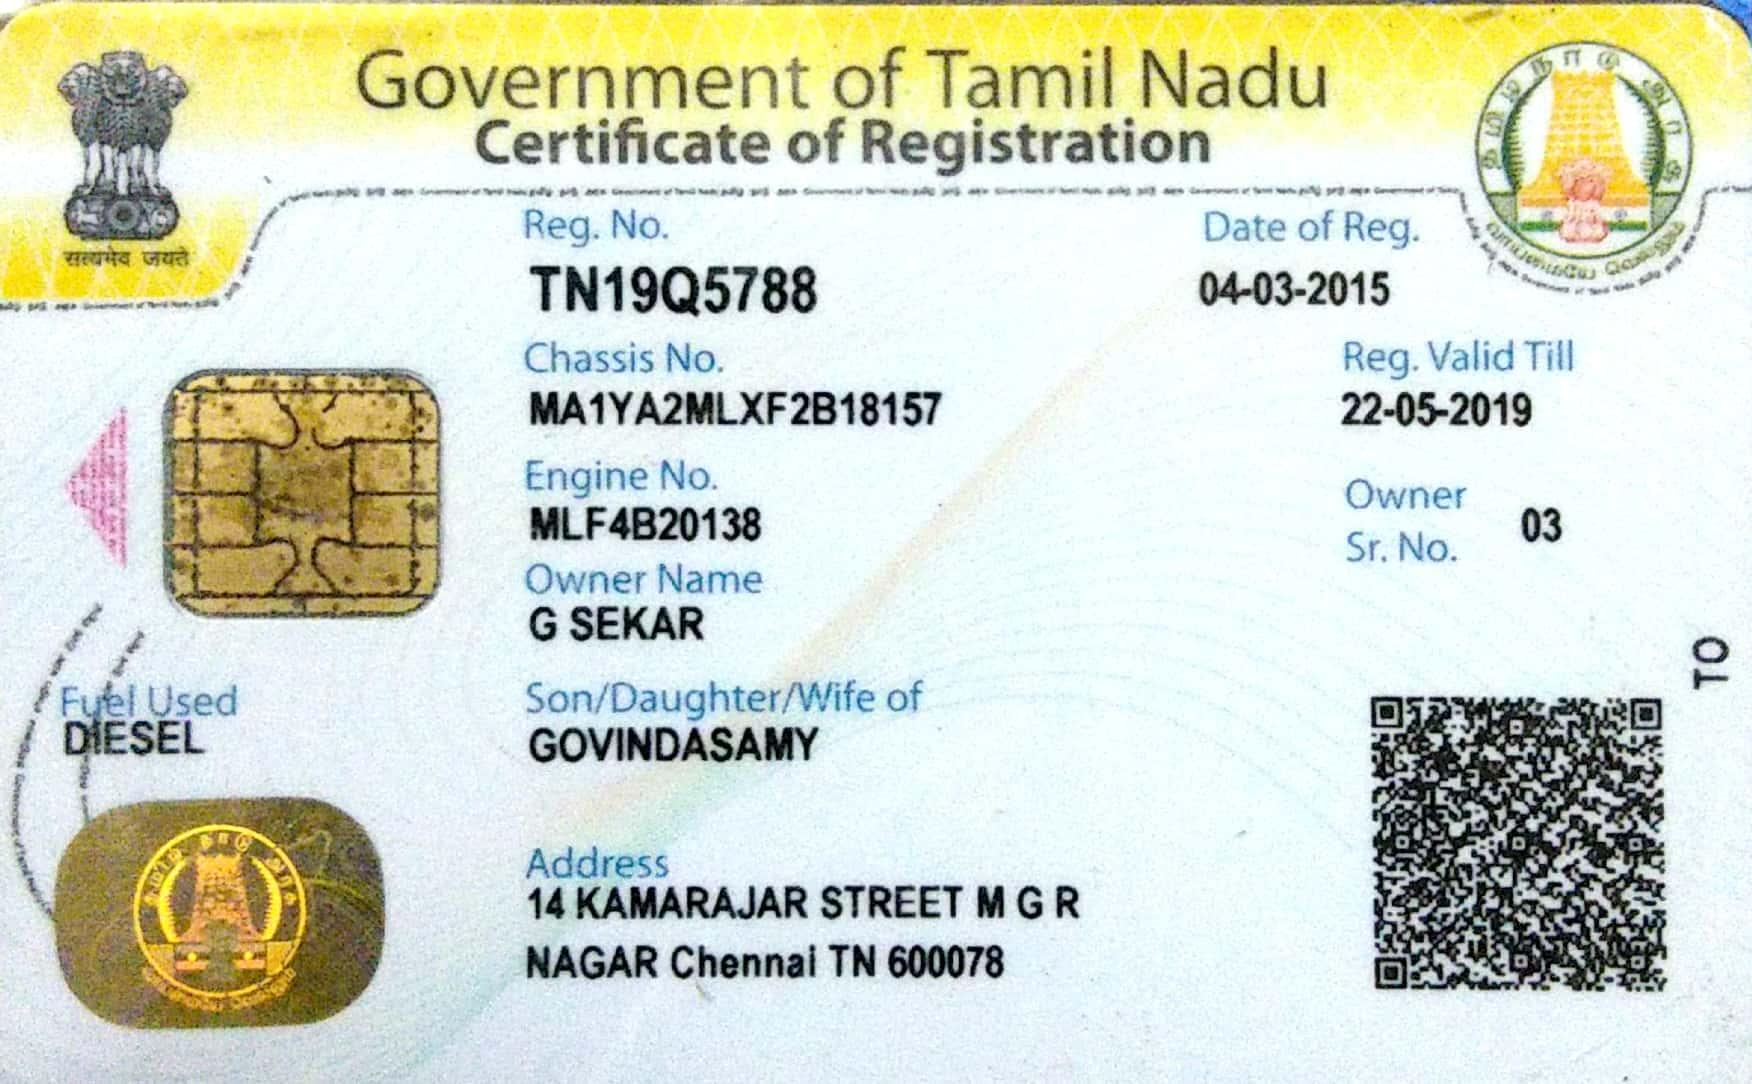 Government of Tamil Nadu
Certificate of Registration
सत्यमेव जयते
தமிழ் நாடு அரசு
வாய்மையே வெல்லும்
Reg. No.
TN19Q5788
Date of Reg.
04-03-2015
Chassis No.
MA1YA2MLXF2B18157
Reg. Valid Till
22-05-2019
Engine No.
MLF4B20138
Owner
Sr. No. 03
Owner Name
G SEKAR
TO
Fuel Used
DIESEL
Son/Daughter/Wife of
GOVINDASAMY
Address
14 KAMARAJAR STREET M G R
NAGAR Chennai TN 600078